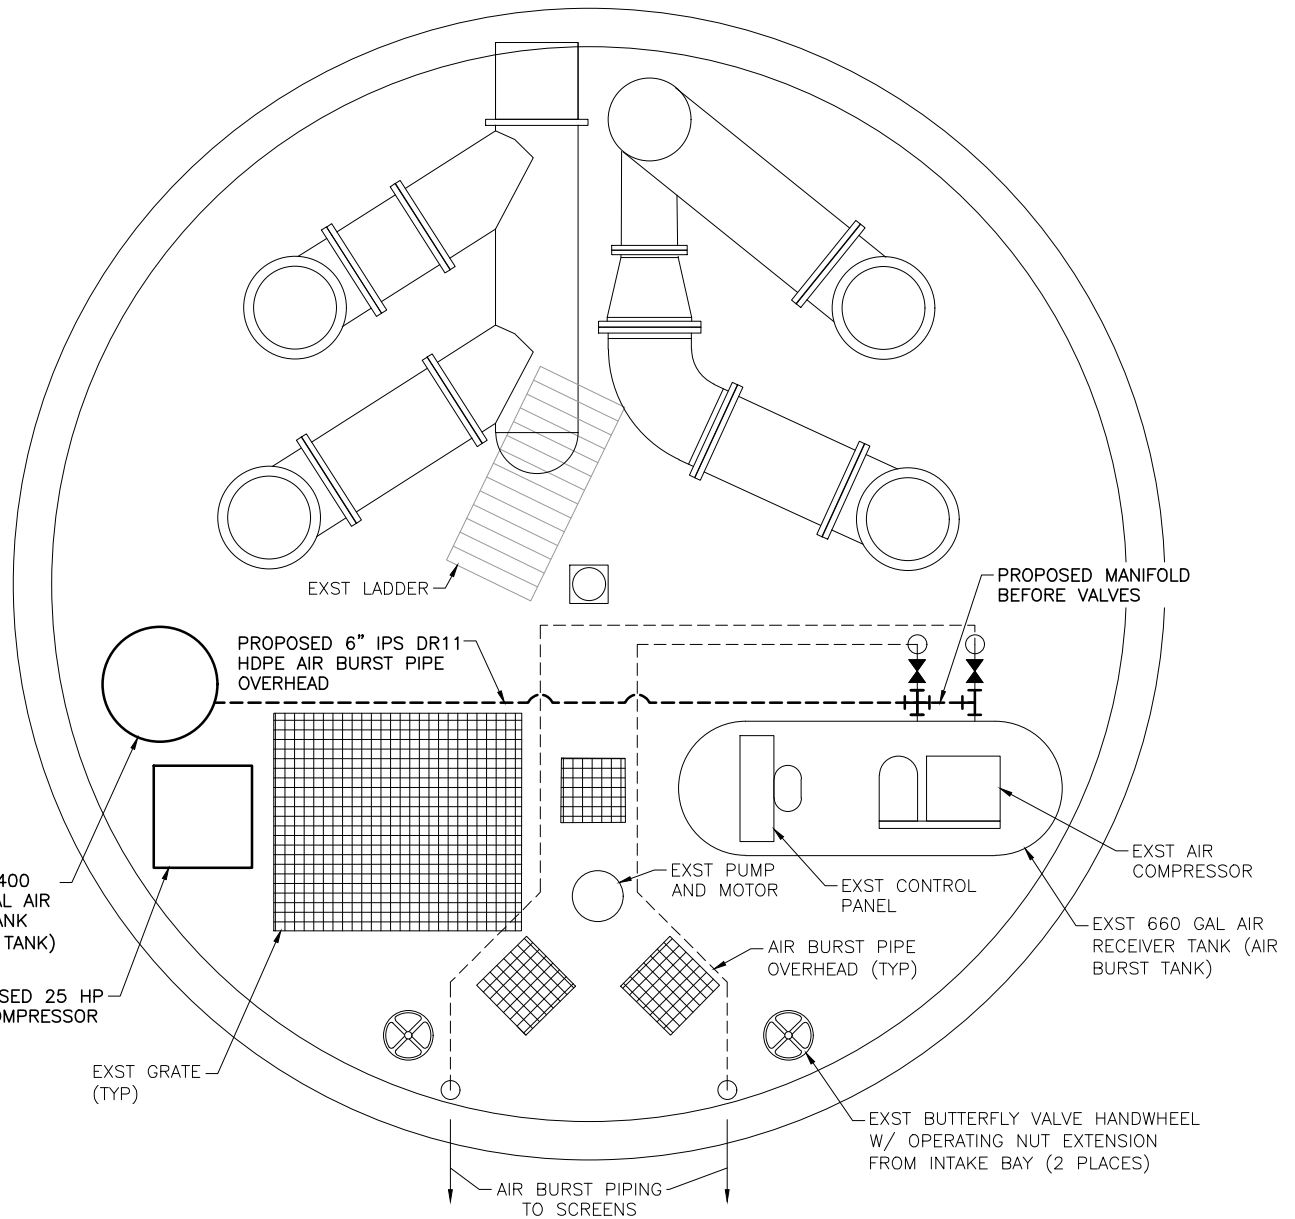 EXST LADDER
PROPOSED MANIFOLD
BEFORE VALVES
PROPOSED 6" IPS DR11
HDPE AIR BURST PIPE
OVERHEAD
EXST PUMP
AND MOTOR
EXST CONTROL
PANEL
EXST AIR
COMPRESSOR
400
AL AIR
ANK
TANK)
EXST 660 GAL AIR
RECEIVER TANK (AIR
BURST TANK)
AIR BURST PIPE
OVERHEAD (TYP)
SED 25 HP
OMPRESSOR
EXST GRATE
(TYP)
EXST BUTTERFLY VALVE HANDWHEEL
W/ OPERATING NUT EXTENSION
FROM INTAKE BAY (2 PLACES)
AIR BURST PIPING
TO SCREENS